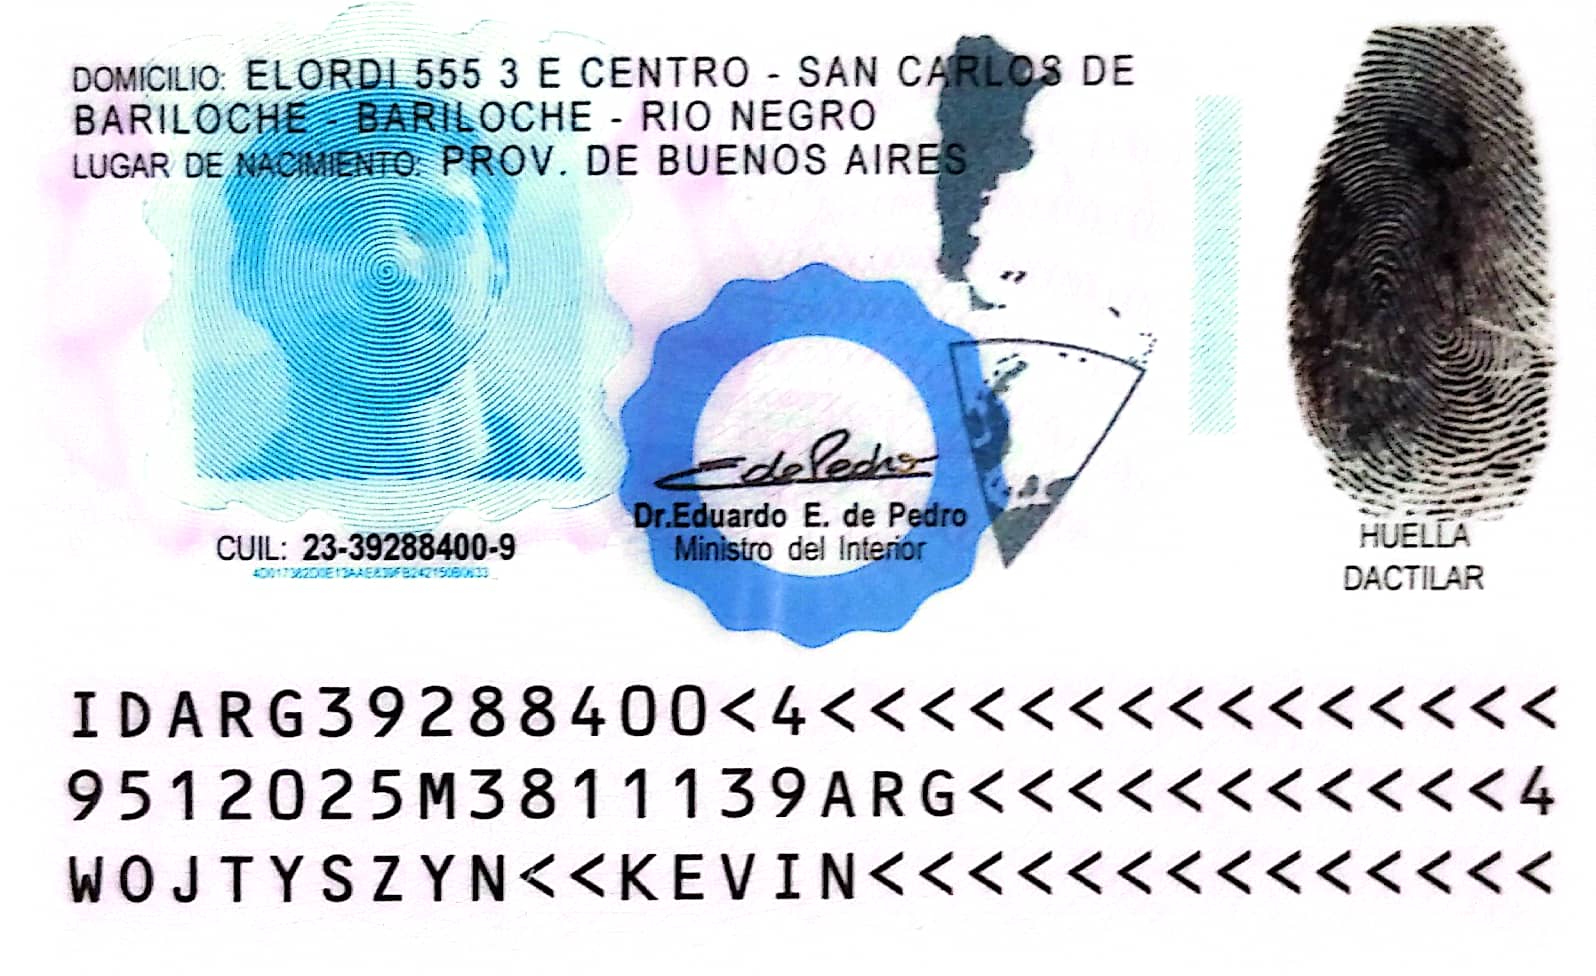 DOMICILIO: ELORDI 555 3 E CENTRO - SAN CARLOS DE
BARILOCHE - BARILOCHE - RIO NEGRO
LUGAR DE NACIMIENTO: PROV. DE BUENOS AIRES
E de Pedro
Dr.Eduardo E. de Pedro
Ministro del Interior
CUIL: 23-39288400-9
HUELLA
DACTILAR
IDARG39288400<4<<<<<<<<<<<<<<<
9512025M3811139ARG<<<<<<<<<<<4
WOJTYSZYN<<KEVIN<<<<<<<<<<<<<<